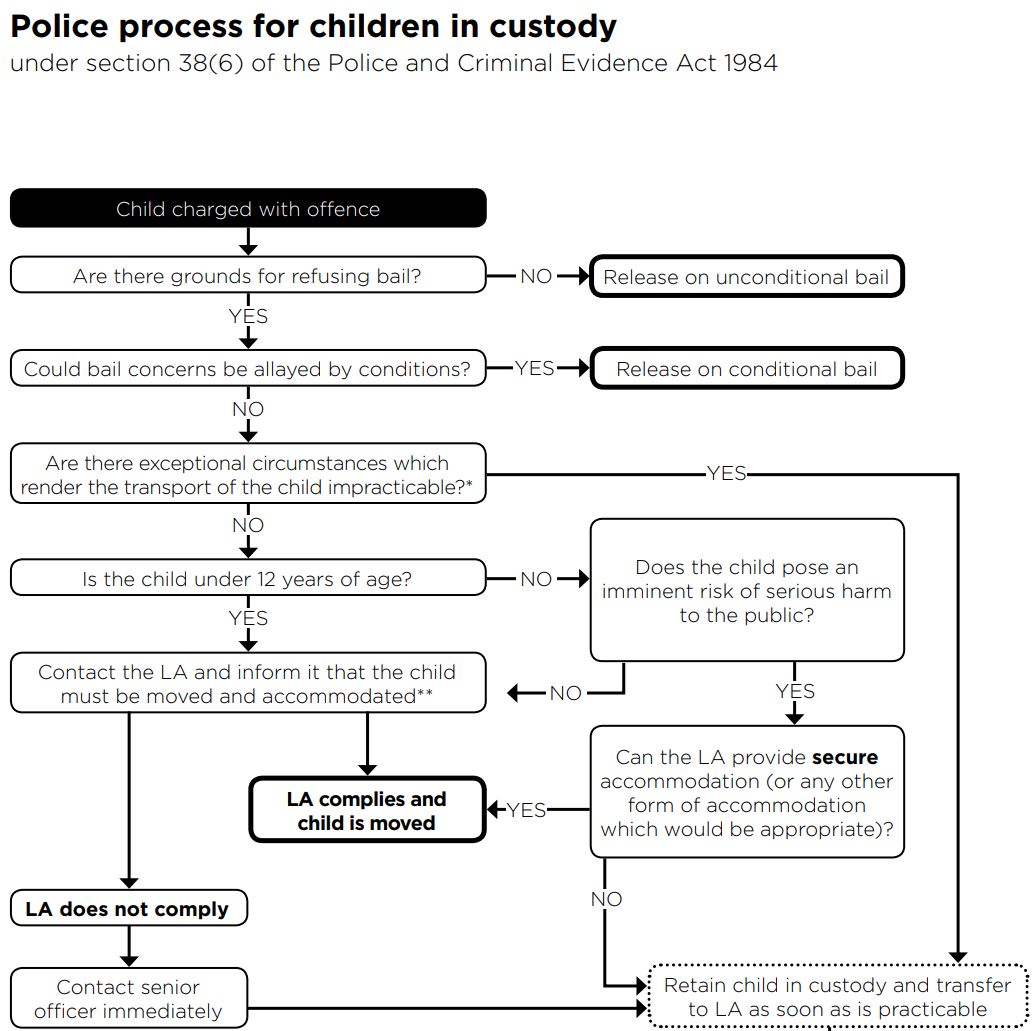 Police process for children in custody
under section 38(6) of the Police and Criminal Evidence Act 1984
Child charged with offence
Are there grounds for refusing bail?
NO
Release on unconditional bail
YES
Could bail concerns be allayed by conditions?
YES
Release on conditional bail
NO
Are there exceptional circumstances which
render the transport of the child impracticable?*
YES
NO
Is the child under 12 years of age?
NO
Does the child pose an
imminent risk of serious harm
to the public?
YES
Contact the LA and inform it that the child
must be moved and accommodated**
NO
YES
Can the LA provide secure
accommodation (or any other
form of accommodation
which would be appropriate)?
YES
LA complies and
child is moved
NO
LA does not comply
Contact senior
officer immediately
Retain child in custody and transfer
to LA as soon as is practicable